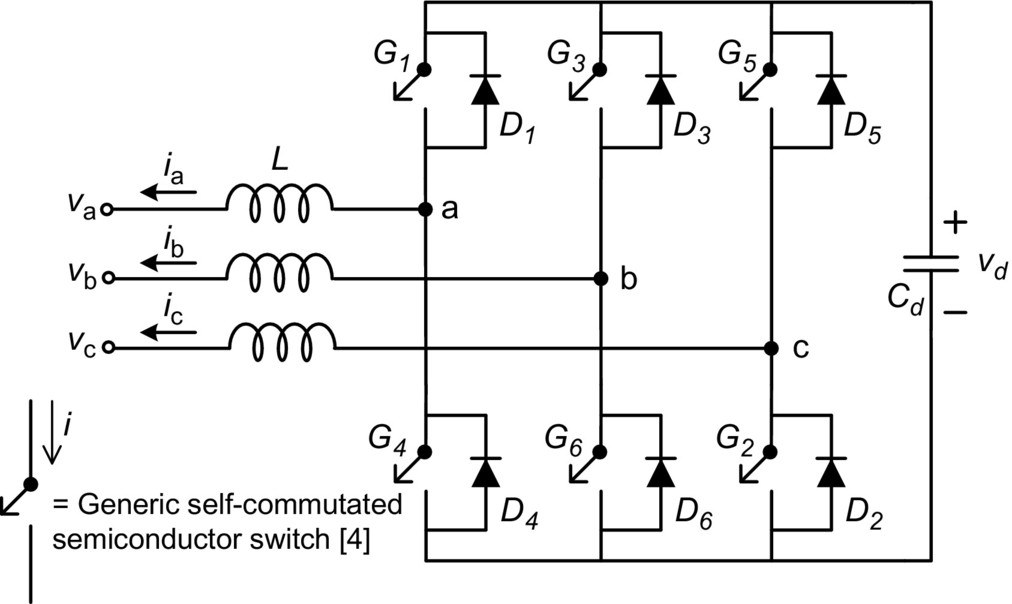 G1 G3 G5
D1 D3 D5
ia L
va a
ib
vb b
ic
vc c
+
vd
Cd
−
G4 G6 G2
D4 D6 D2
i
= Generic self-commutated
semiconductor switch [4]